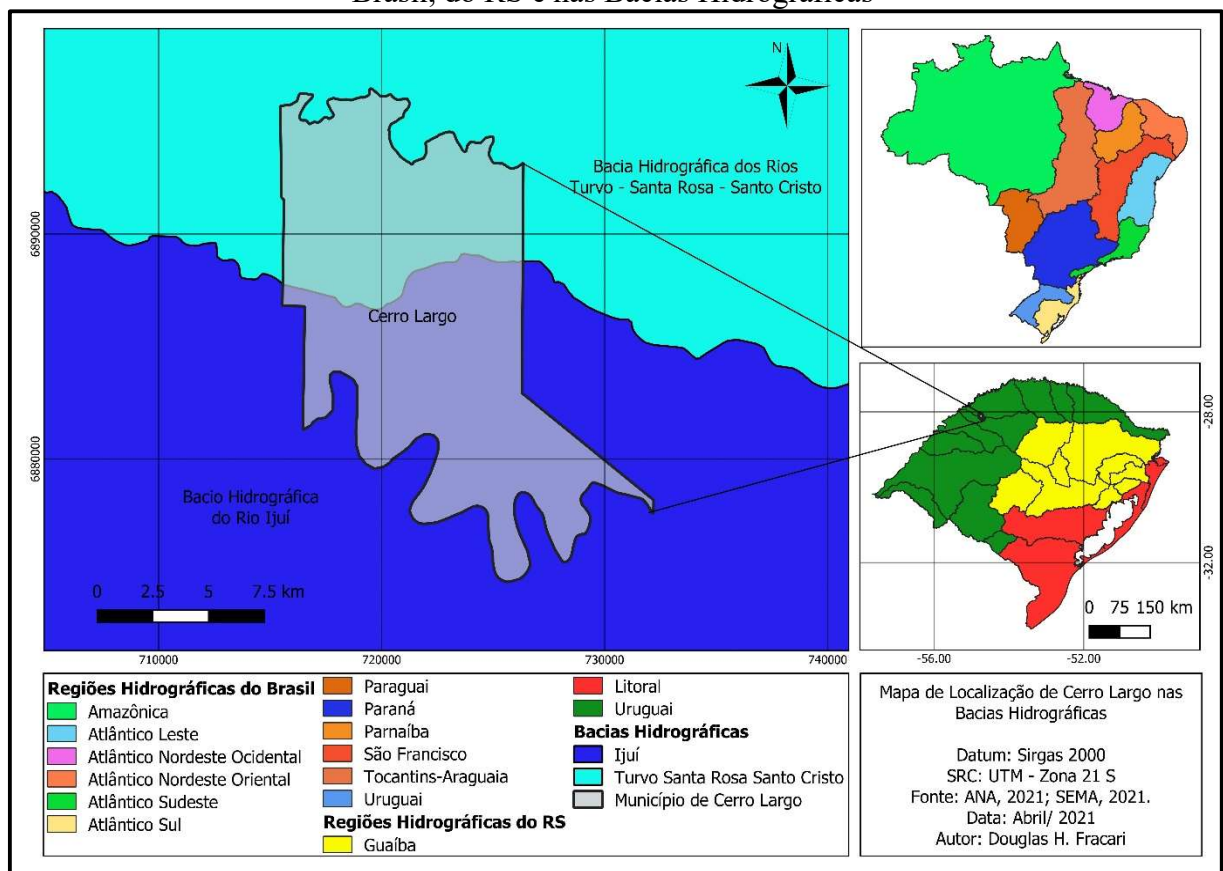 Brasil, do RS e nas Bacias Hidrográficas
N
Bacia Hidrográfica dos Rios
Turvo - Santa Rosa - Santo Cristo
6890000
Cerro Largo
6880000
Bacio Hidrográfica
do Rio Ijuí
0 2.5 5 7.5 km
710000 720000 730000 740000
-28.00
-32.00
0 75 150 km
-56.00 -52.00
Regiões Hidrográficas do Brasil
Amazônica
Atlântico Leste
Atlântico Nordeste Ocidental
Atlântico Nordeste Oriental
Atlântico Sudeste
Atlântico Sul
Paraguai
Paraná
Parnaíba
São Francisco
Tocantins-Araguaia
Uruguai
Regiões Hidrográficas do RS
Guaíba
Litoral
Uruguai
Bacias Hidrográficas
Ijuí
Turvo Santa Rosa Santo Cristo
Município de Cerro Largo
Mapa de Localização de Cerro Largo nas
Bacias Hidrográficas
Datum: Sirgas 2000
SRC: UTM - Zona 21 S
Fonte: ANA, 2021; SEMA, 2021.
Data: Abril/ 2021
Autor: Douglas H. Fracari